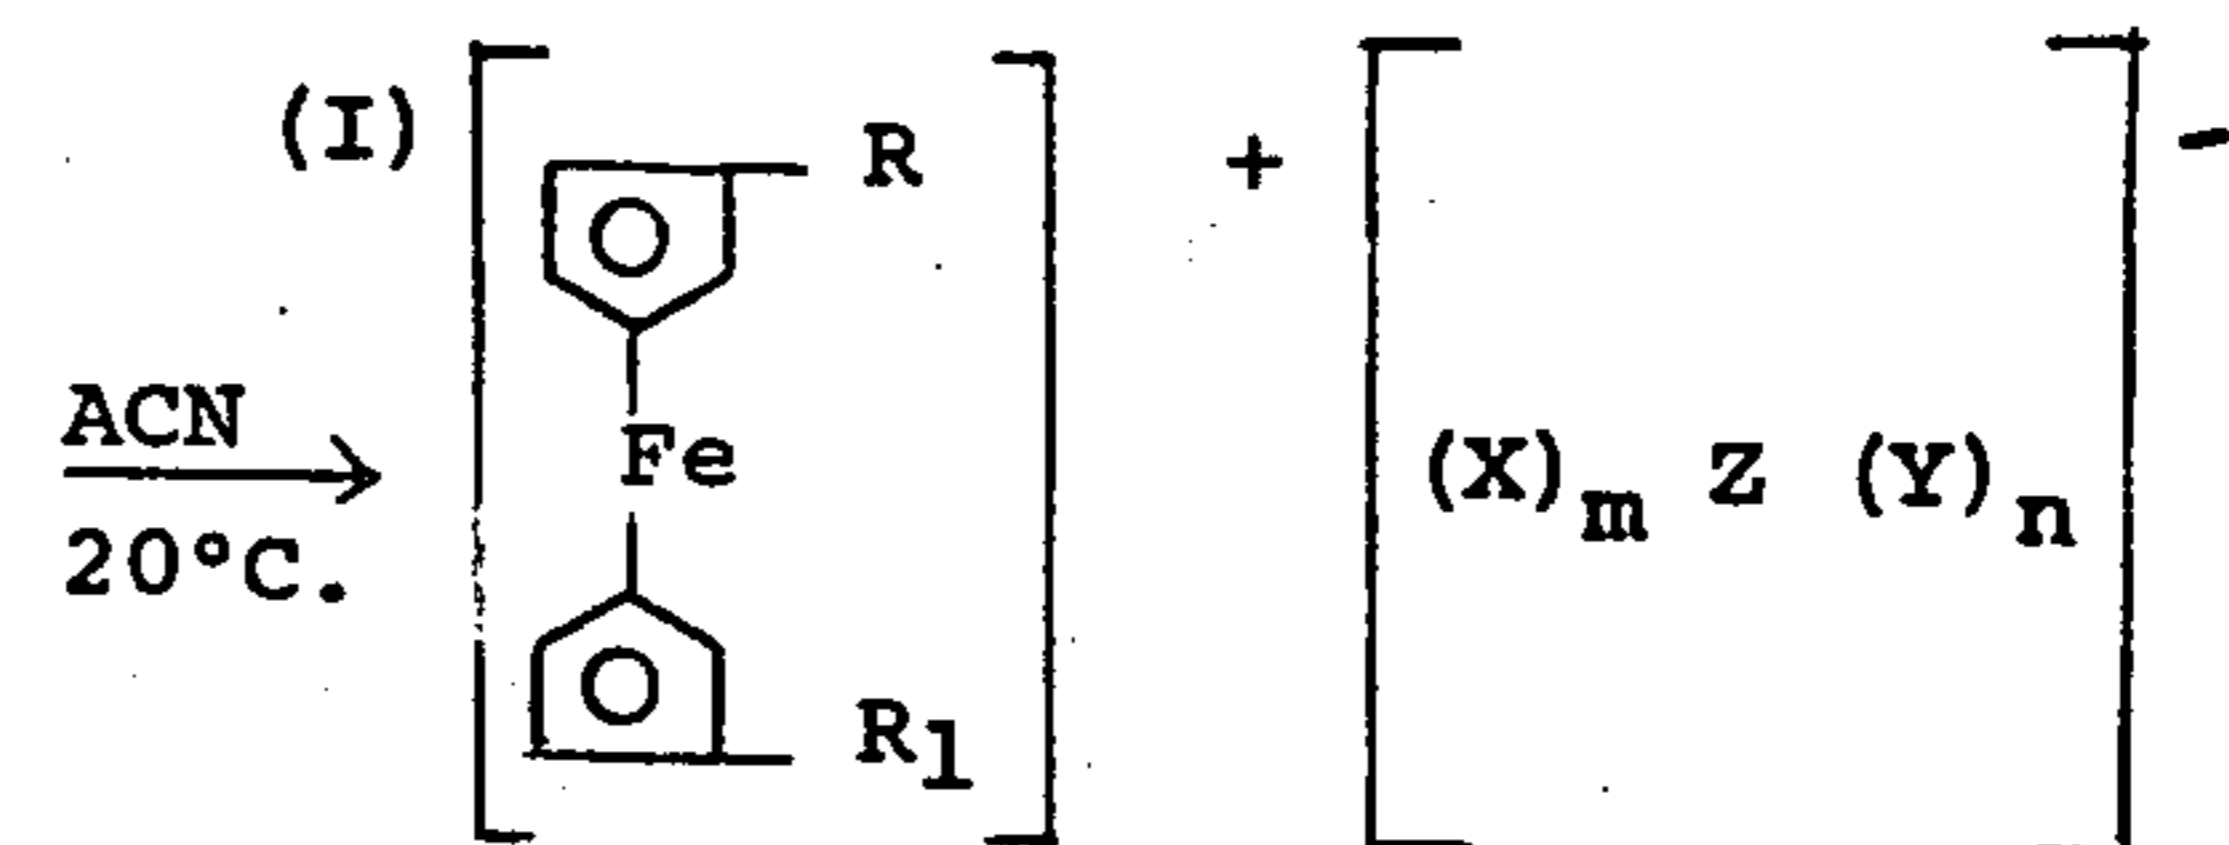 (I)
R
+
-
ACN
20°C.
Fe
(X)m Z (Y)n
R1